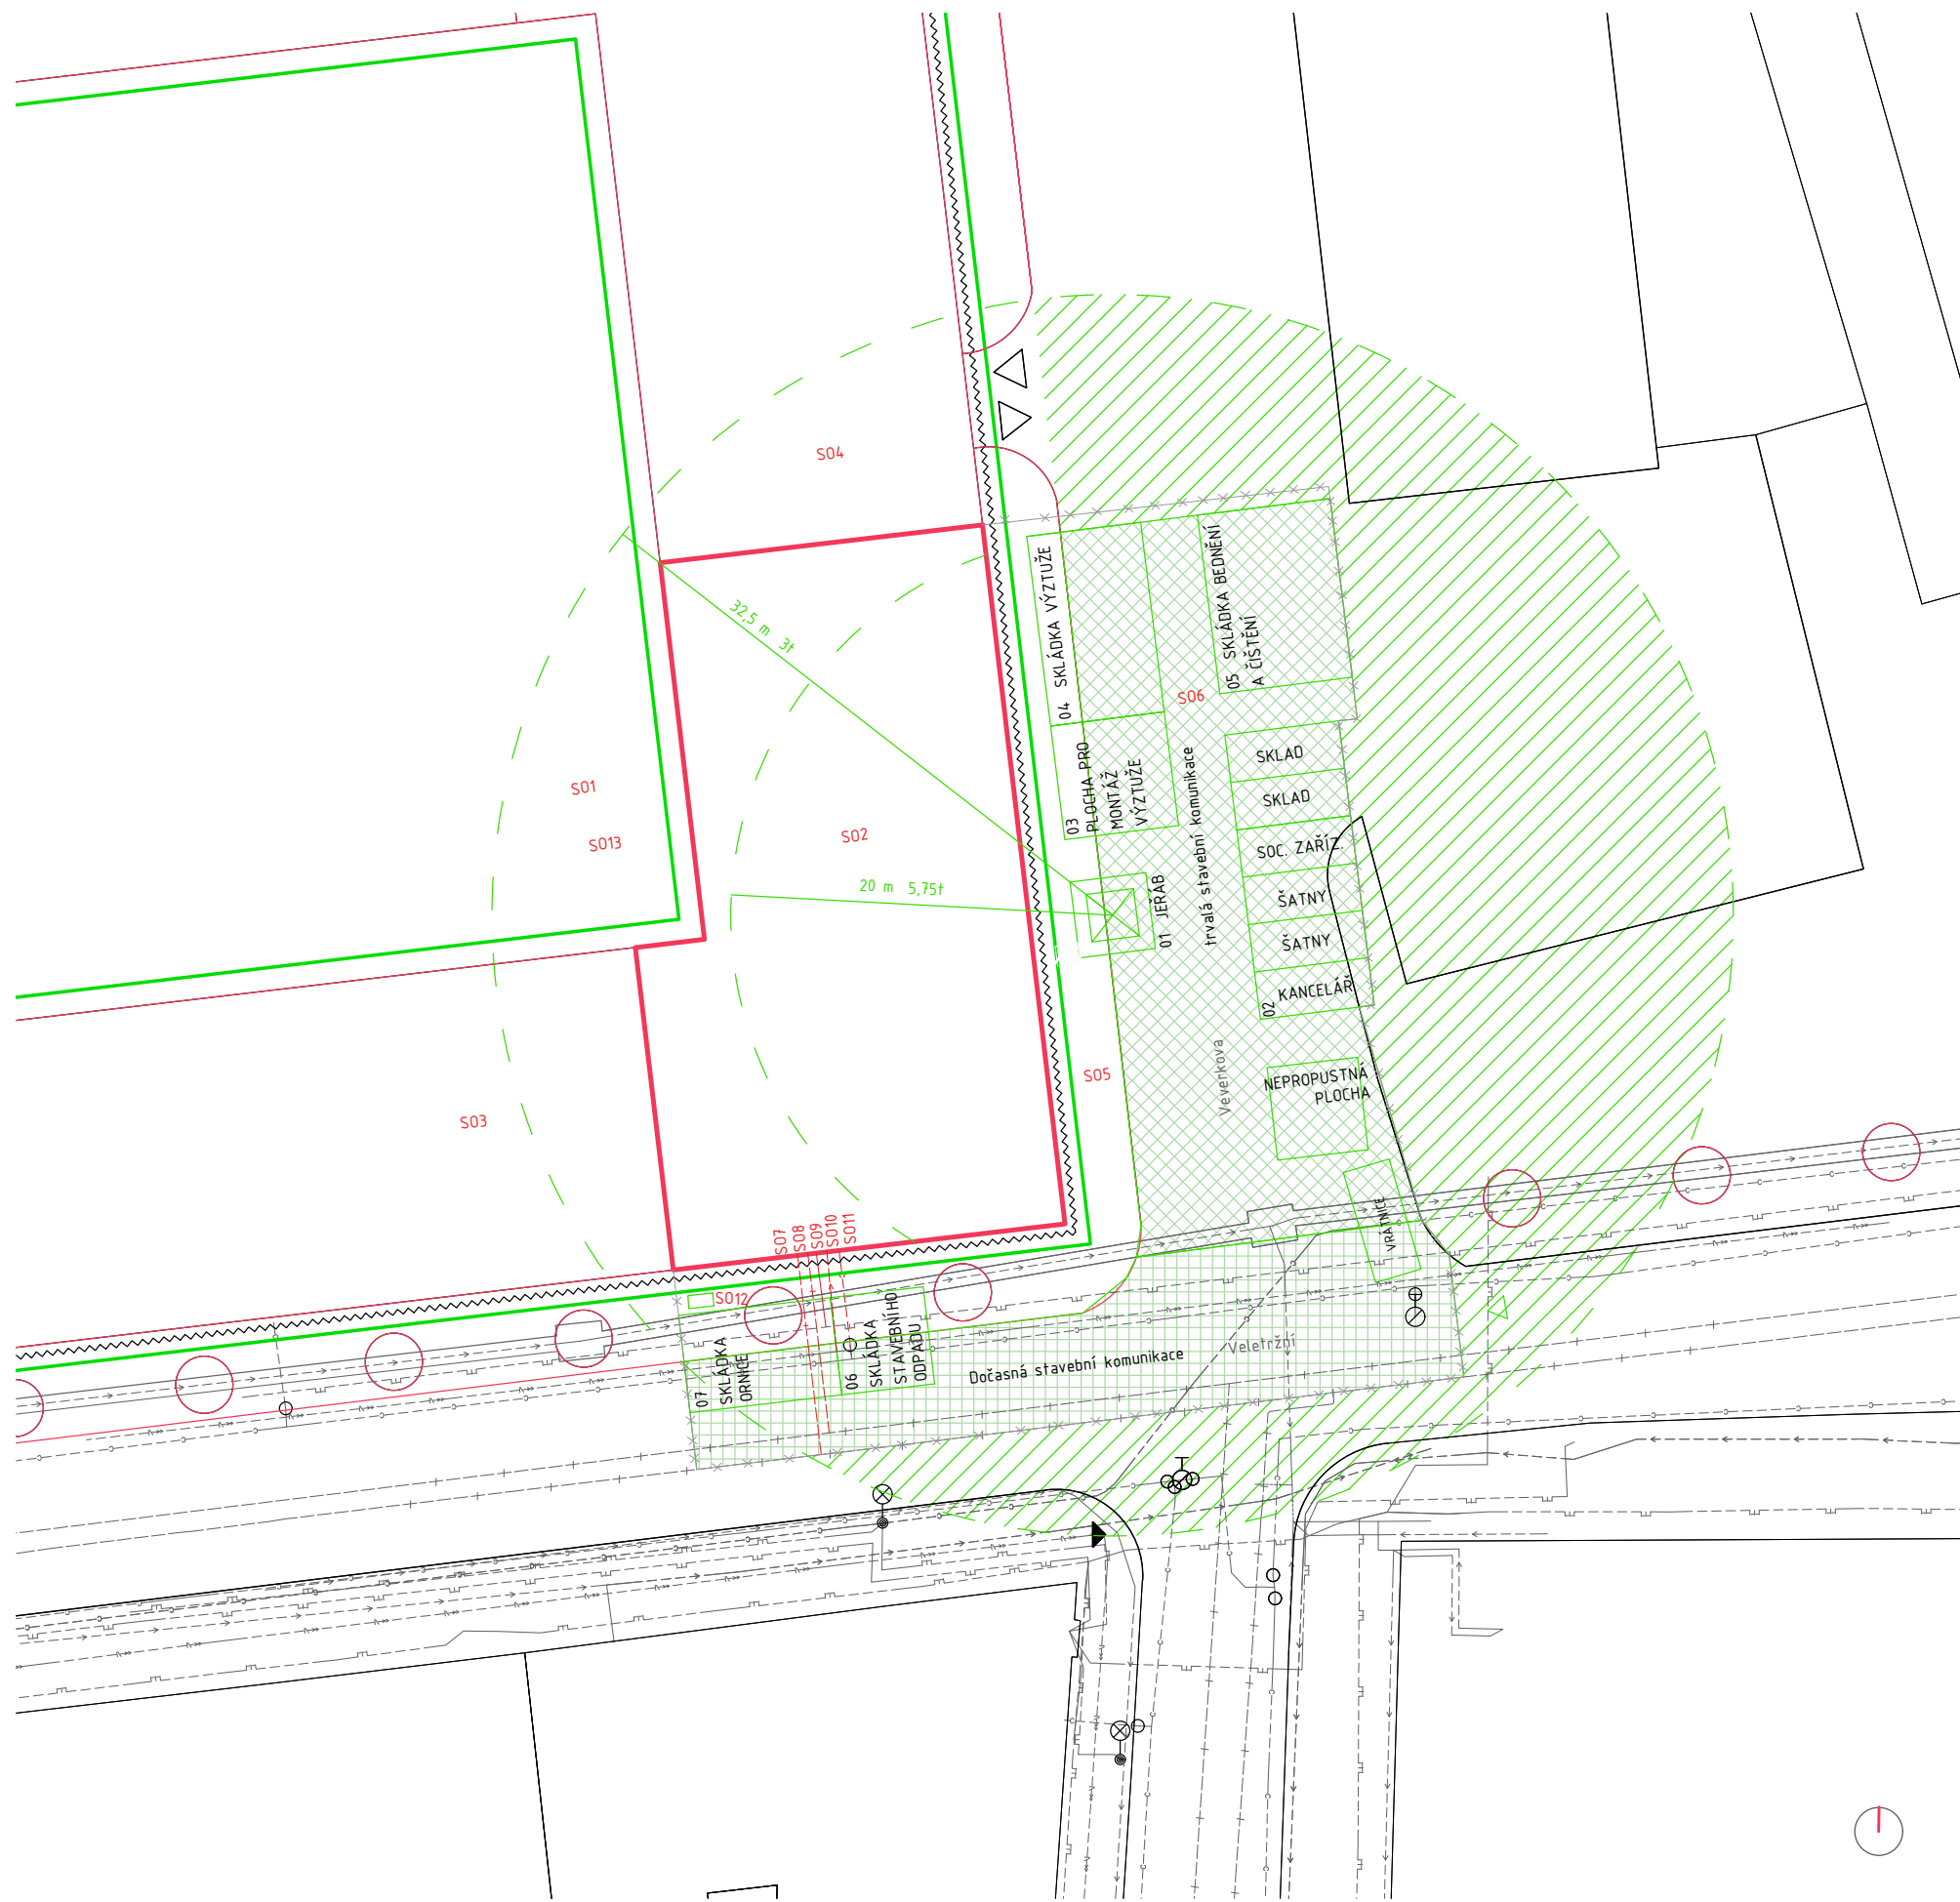 SO4
32,5 m 3t
04 SKLÁDKA VÝZTUŽE
05 SKLÁDKA BEDNĚNÍ
A ČIŠTĚNÍ
SO6
03
PLOCHA PRO
MONTÁŽ
VÝZTUŽE
trvalá stavební komunikace
SKLAD
SKLAD
SOC. ZAŘÍZ.
ŠATNY
ŠATNY
02 KANCELÁŘ
SO1
SO13
SO2
20 m 5,75t
01 JEŘÁB
SO5
Veverkova
NEPROPUSTNÁ
PLOCHA
SO3
VRÁTNICE
SO7
SO8
SO9
SO10
SO11
SO12
07 SKLÁDKA
ORNICE
06 SKLÁDKA
STAVEBNÍHO
ODPADU
Dočasná stavební komunikace
Veletržní